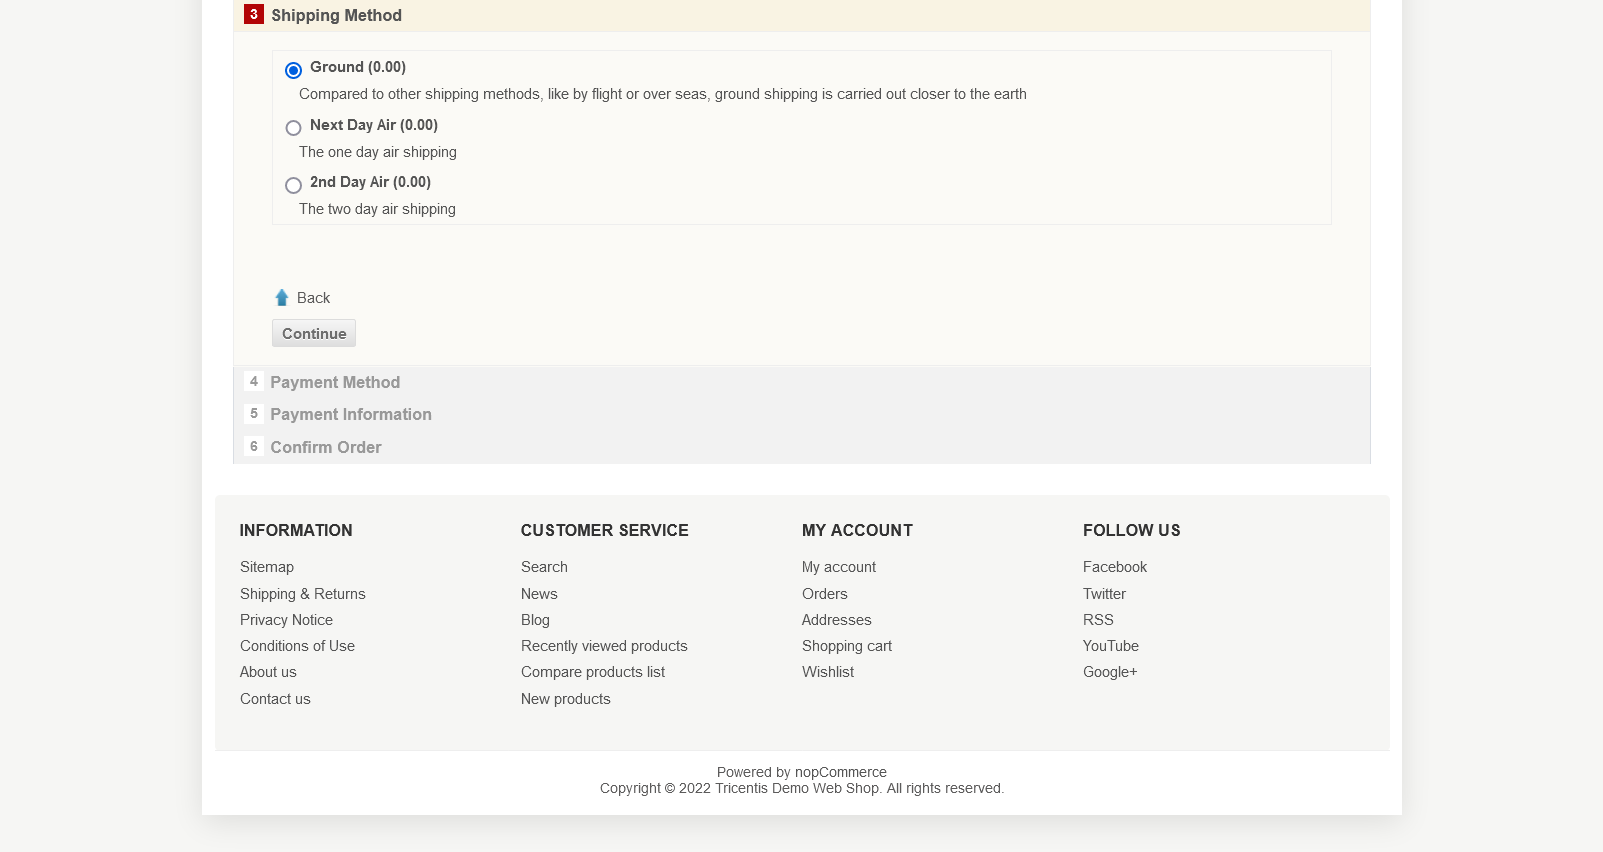 3 Shipping Method
Ground (0.00)
Compared to other shipping methods, like by flight or over seas, ground shipping is carried out closer to the earth
Next Day Air (0.00)
The one day air shipping
2nd Day Air (0.00)
The two day air shipping
Back
Continue
4 Payment Method
5 Payment Information
6 Confirm Order
INFORMATION
Sitemap
Shipping & Returns
Privacy Notice
Conditions of Use
About us
Contact us
CUSTOMER SERVICE
Search
News
Blog
Recently viewed products
Compare products list
New products
MY ACCOUNT
My account
Orders
Addresses
Shopping cart
Wishlist
FOLLOW US
Facebook
Twitter
RSS
YouTube
Google+
Powered by nopCommerce
Copyright © 2022 Tricentis Demo Web Shop. All rights reserved.